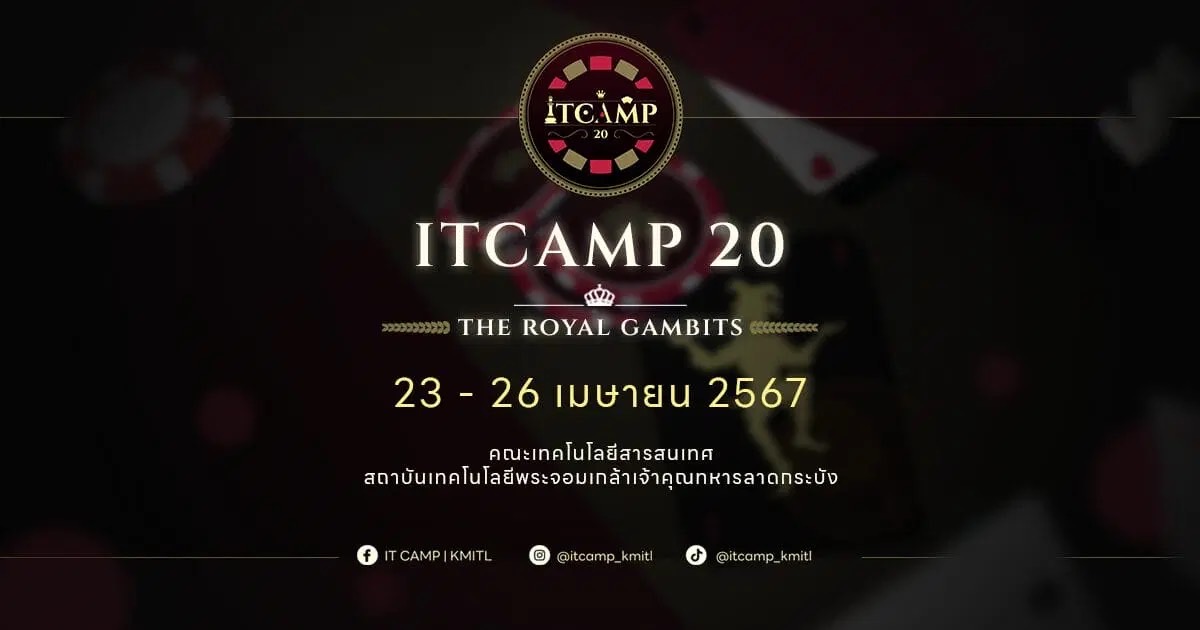 ITCAMP
20
ITCAMP 20
THE ROYAL GAMBITS
23 - 26 เมษายน 2567
คณะเทคโนโลยีสารสนเทศ
สถาบันเทคโนโลยีพระจอมเกล้าเจ้าคุณทหารลาดกระบัง
IT CAMP | KMITL @itcamp_kmitl @itcamp_kmitl